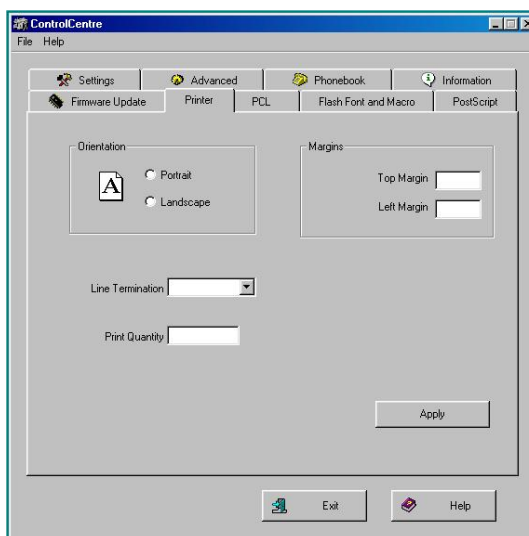 ControlCentre
File Help
Settings Advanced Phonebook Information
Firmware Update Printer PCL Flash Font and Macro PostScript
Orientation Margins
A Portrait Top Margin
Landscape Left Margin
Line Termination
Print Quantity
Apply
Exit Help